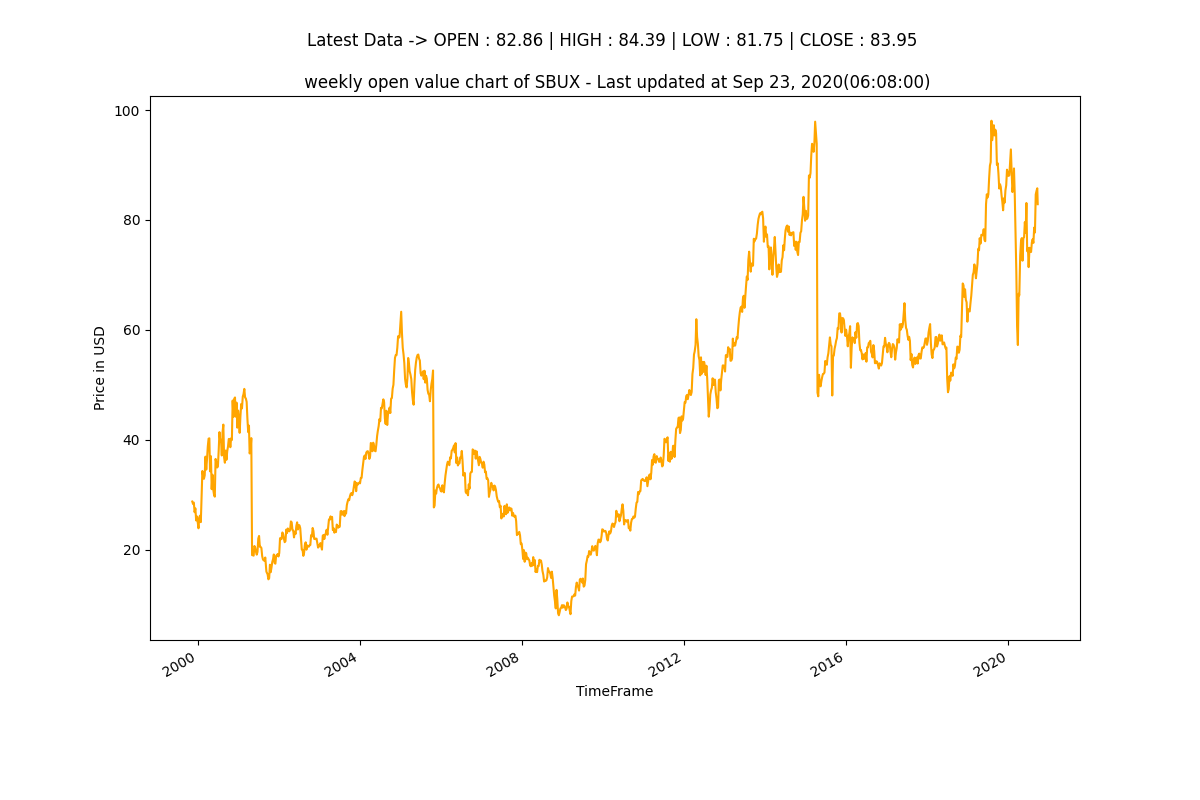 Latest Data -> OPEN : 82.86 | HIGH : 84.39 | LOW : 81.75 | CLOSE : 83.95
weekly open value chart of SBUX - Last updated at Sep 23, 2020(06:08:00)
100
80
60
40
20
Price in USD
2000
2004
2008
2012
2016
2020
TimeFrame